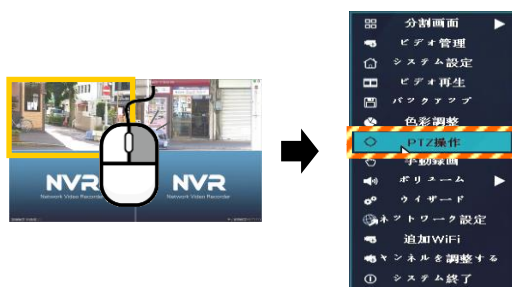 NVR
Network Video Recorder
NVR
Network Video Recorder
分割画面
ビデオ管理
システム設定
ビデオ再生
バックアップ
色彩調整
PTZ操作
手動録画
ボリューム
ウイザード
ネットワーク設定
追加WiFi
キャンネルを調整する
システム終了